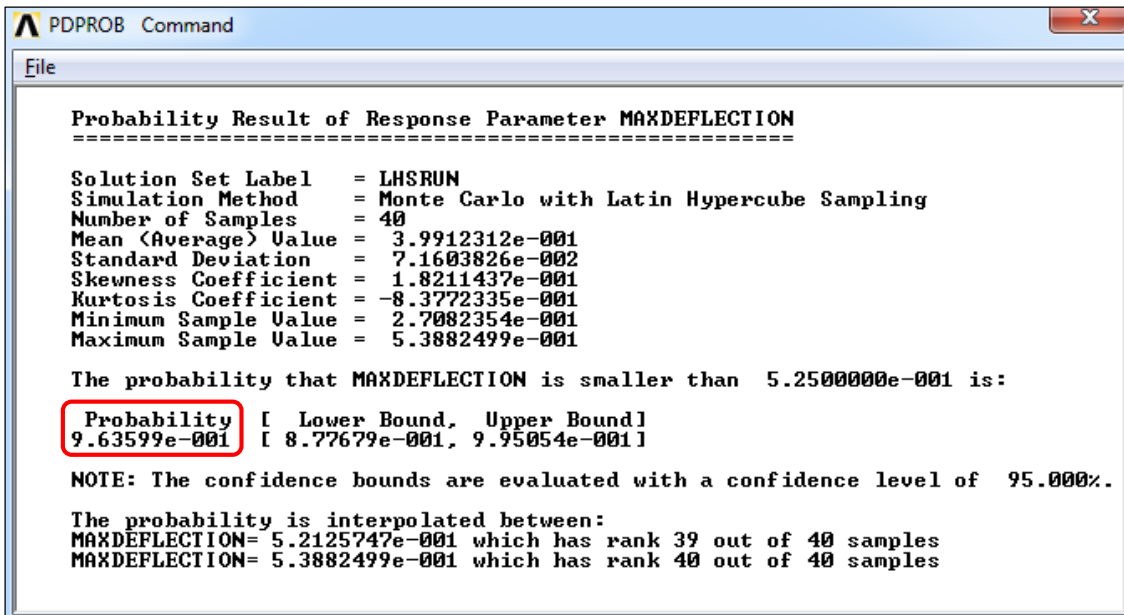 PDPROB Command
File
Probability Result of Response Parameter MAXDEFLECTION
======================================================
Solution Set Label = LHSRUN
Simulation Method = Monte Carlo with Latin Hypercube Sampling
Number of Samples = 40
Mean (Average) Value = 3.9912312e-001
Standard Deviation = 7.1603826e-002
Skewness Coefficient = 1.8211437e-001
Kurtosis Coefficient = -8.3772335e-001
Minimum Sample Value = 2.7082354e-001
Maximum Sample Value = 5.3882499e-001
The probability that MAXDEFLECTION is smaller than 5.2500000e-001 is:
Probability [ Lower Bound, Upper Bound]
9.63599e-001 [ 8.77679e-001, 9.95054e-001]
NOTE: The confidence bounds are evaluated with a confidence level of 95.000%.
The probability is interpolated between:
MAXDEFLECTION= 5.2125747e-001 which has rank 39 out of 40 samples
MAXDEFLECTION= 5.3882499e-001 which has rank 40 out of 40 samples